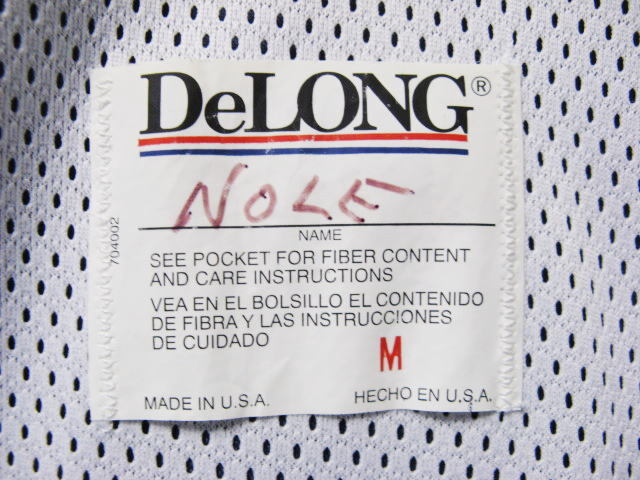 DeLONG®
NOLE
NAME
704002
SEE POCKET FOR FIBER CONTENT
AND CARE INSTRUCTIONS
VEA EN EL BOLSILLO EL CONTENIDO
DE FIBRA Y LAS INSTRUCCIONES
DE CUIDADO
M
MADE IN U.S.A. HECHO EN U.S.A.